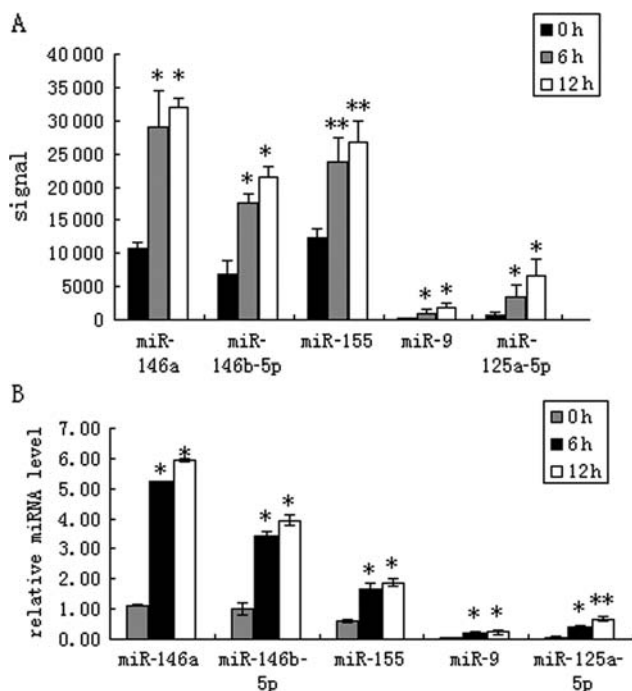 A
0h
6h
12h
signal
40 000
35 000
30 000
25 000
20 000
15 000
10 000
5000
0
* *
* *
** **
* *
* *
miR-146a
miR-146b-5p
miR-155
miR-9
miR-125a-5p
B
0h
6h
12h
relative miRNA level
7.00
6.00
5.00
4.00
3.00
2.00
1.00
0.00
* *
* *
* *
* *
* **
miR-146a
miR-146b-5p
miR-155
miR-9
miR-125a-5p